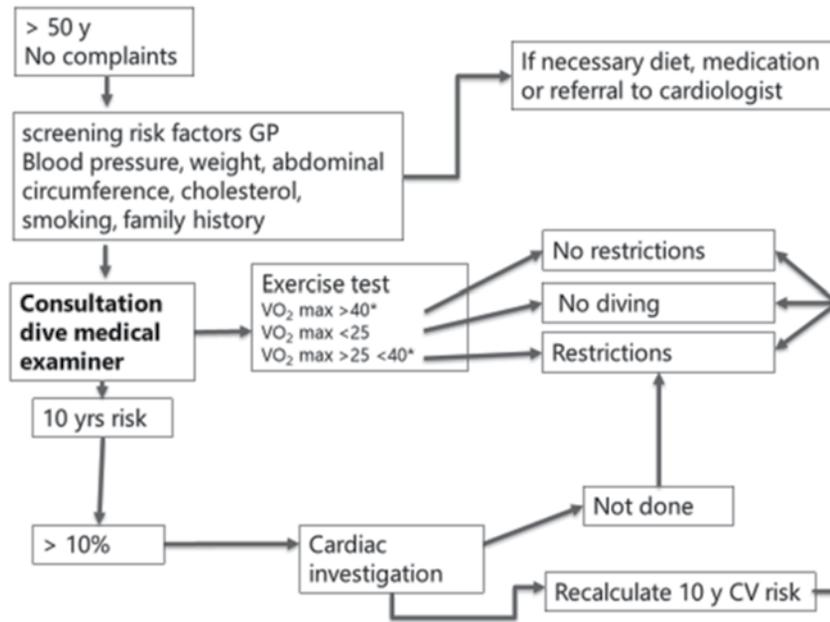 > 50 y
No complaints
If necessary diet, medication
or referral to cardiologist
screening risk factors GP
Blood pressure, weight, abdominal
circumference, cholesterol,
smoking, family history
Consultation
dive medical
examiner
Exercise test
VO₂ max >40*
VO₂ max <25
VO₂ max >25 <40*
No restrictions
No diving
Restrictions
10 yrs risk
> 10%
Cardiac
investigation
Not done
Recalculate 10 y CV risk